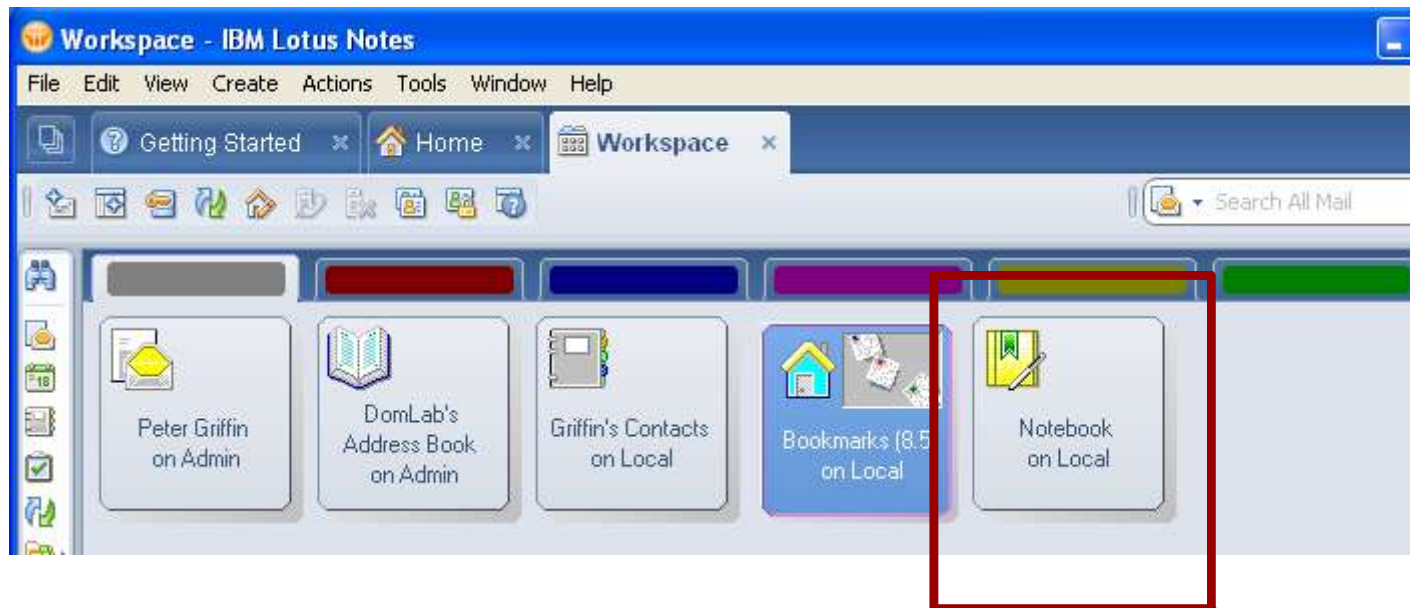 Workspace - IBM Lotus Notes
File Edit View Create Actions Tools Window Help
Getting Started Home Workspace
Search All Mail
18
Peter Griffin
on Admin
DomLab's
Address Book
on Admin
Griffin's Contacts
on Local
Bookmarks (8.5
on Local
Notebook
on Local